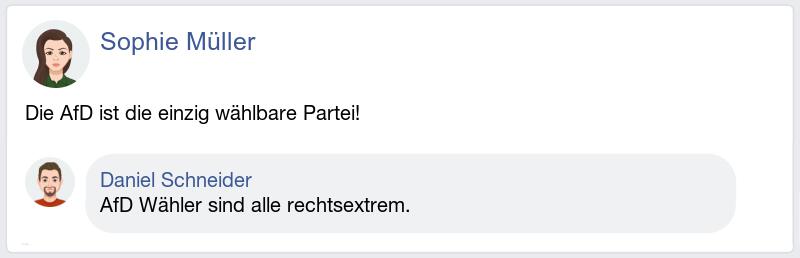 Sophie Müller
Die AfD ist die einzig wählbare Partei!
Daniel Schneider
AfD Wähler sind alle rechtsextrem.